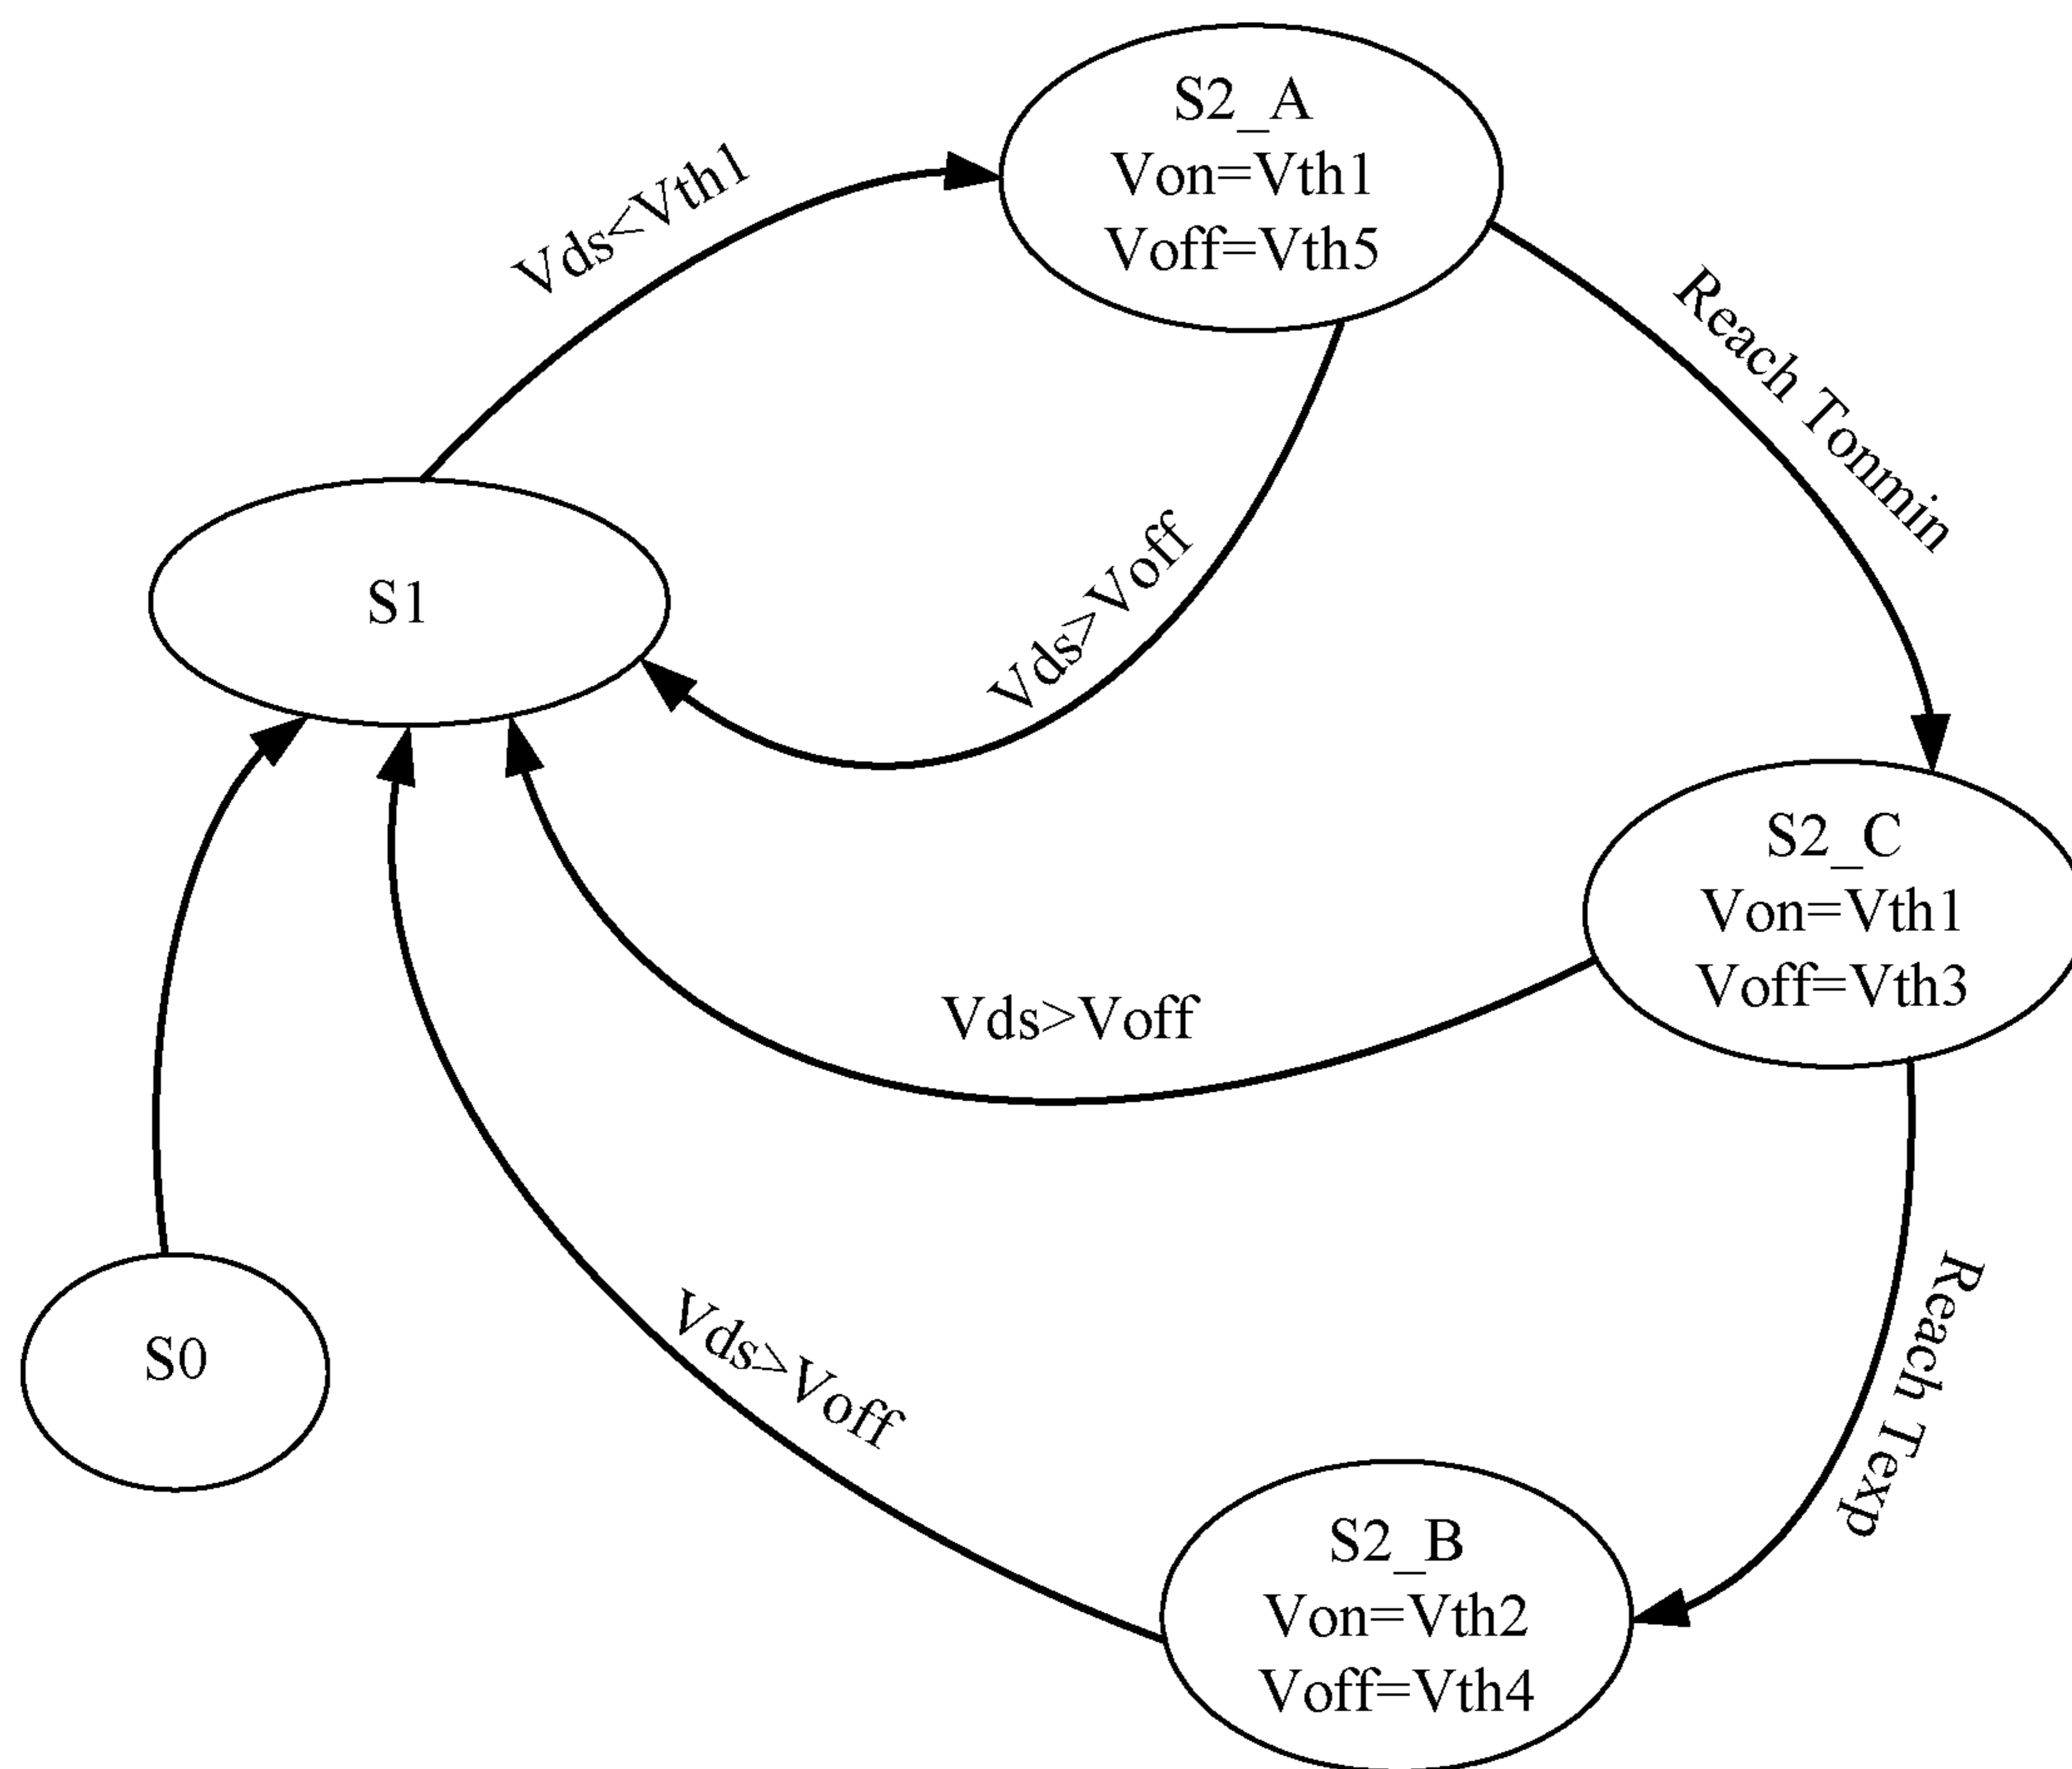 S2_A
Von=Vth1
Voff=Vth5
Vds<Vth1
Reach Tonmin
Vds>Voff
S1
S2_C
Von=Vth1
Voff=Vth3
Vds>Voff
S0
Vds>Voff
Reach Texp
S2_B
Von=Vth2
Voff=Vth4